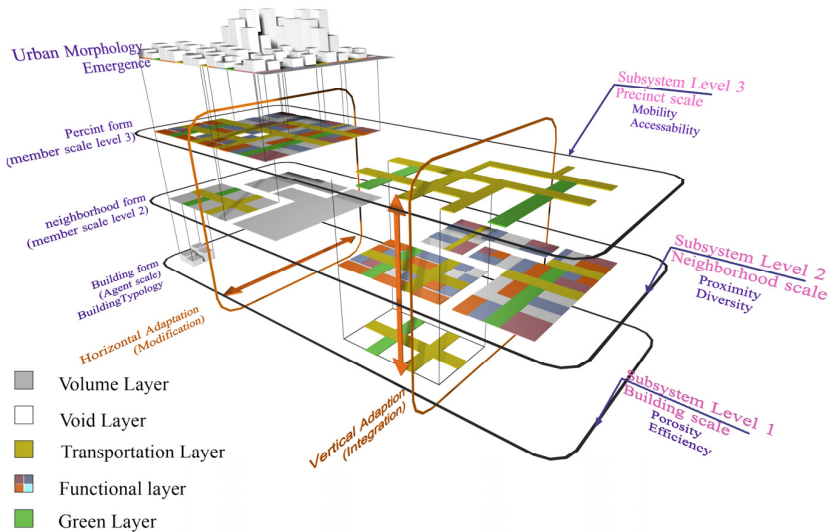 Urban Morphology
Emergence
Percint form
(member scale level 3)
neighborhood form
(member scale level 2)
Building form
(Agent scale)
BuildingTypology
Horizontal Adaptation
(Modification)
Vertical Adaption
(Integration)
Subsystem Level 3
Precinct scale
Mobility
Accessability
Subsystem Level 2
Neighborhood scale
Proximity
Diversity
Subsystem Level 1
Building scale
Porosity
Efficiency
Volume Layer
Void Layer
Transportation Layer
Functional layer
Green Layer